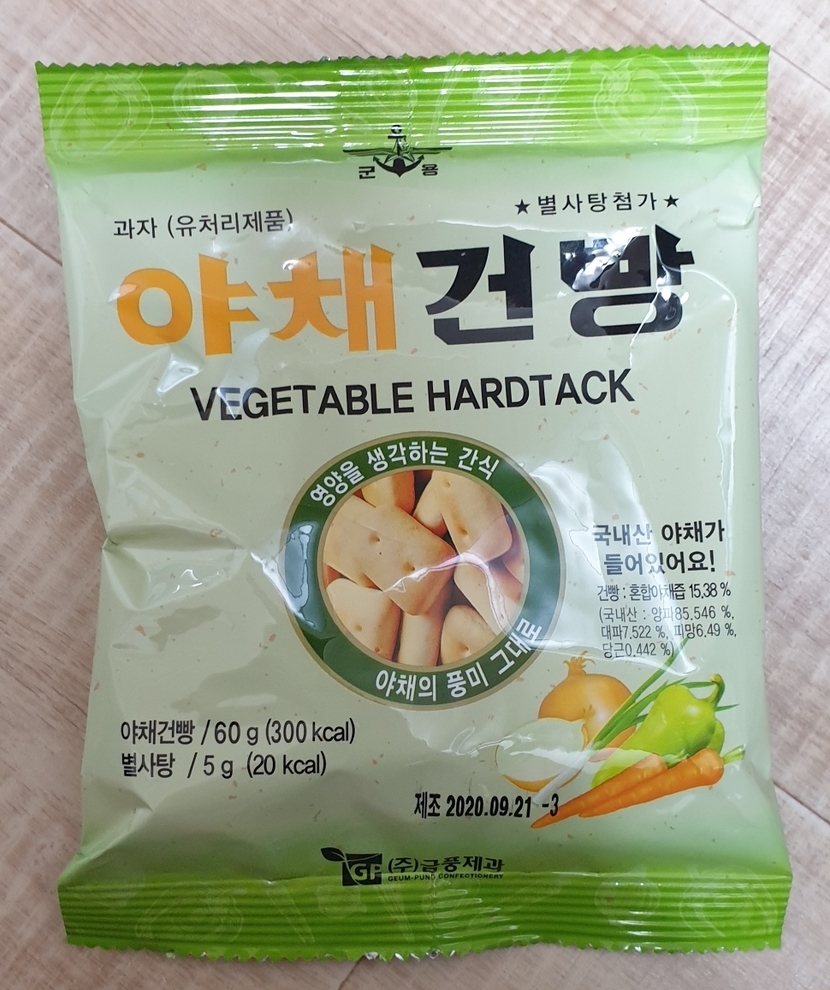 군 용
★별사탕첨가★
과자 (유처리제품)
야채건빵
VEGETABLE HARDTACK
영양을 생각하는 간식
야채의 풍미 그대로
국내산 야채가
들어있어요!
건빵 : 혼합야채즙 15.38 %
(국내산 : 양파85.546 %,
대파7.522 %, 피망6.49 %,
당근0.442 %)
야채건빵 / 60 g (300 kcal)
별사탕 / 5 g (20 kcal)
제조 2020.09.21 -3
GP (주)금풍제과
GEUM-PUNG CONFECTIONERY